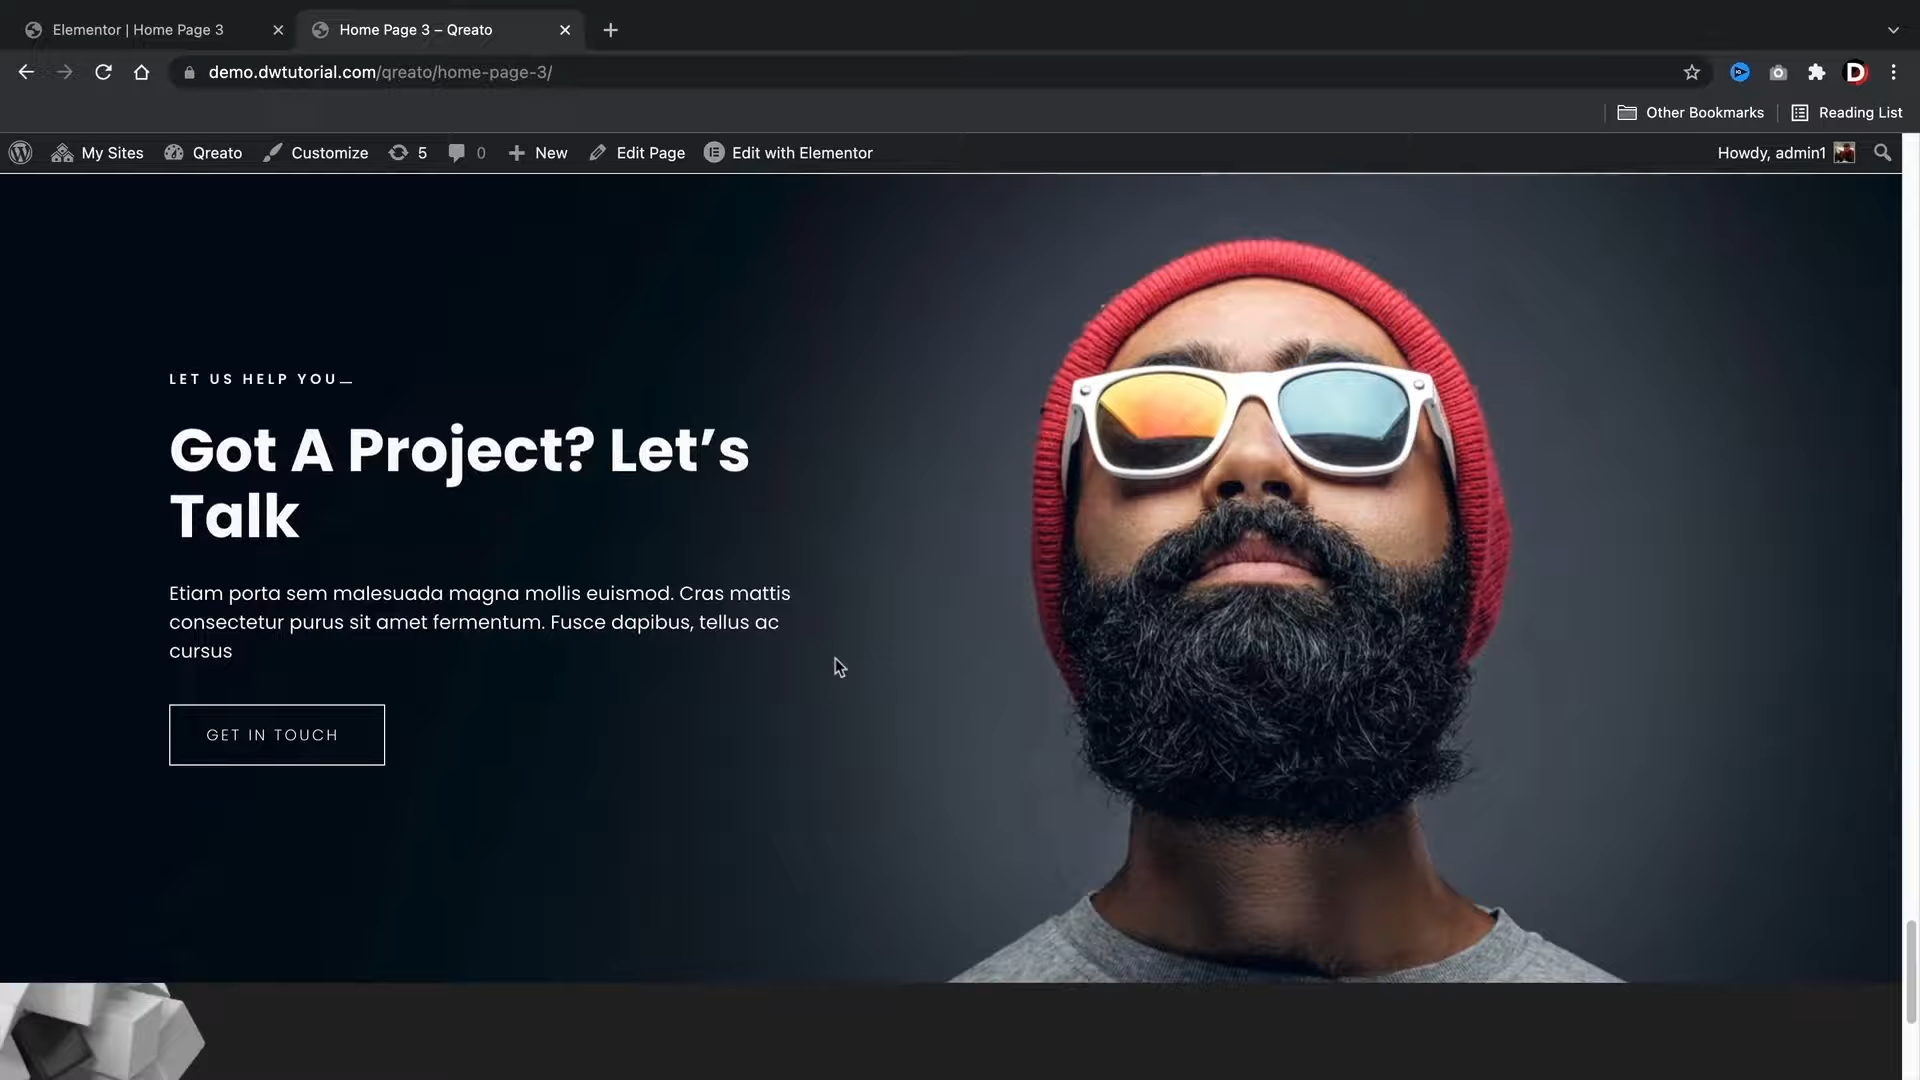 Elementor | Home Page 3
Home Page 3 – Qreato
demo.dwtutorial.com/qreato/home-page-3/
D
Other Bookmarks
Reading List
My Sites
Qreato
Customize
5
0
New
Edit Page
Edit with Elementor
Howdy, admin1
LET US HELP YOU_
Got A Project? Let’s
Talk
Etiam porta sem malesuada magna mollis euismod. Cras mattis
consectetur purus sit amet fermentum. Fusce dapibus, tellus ac
cursus
GET IN TOUCH